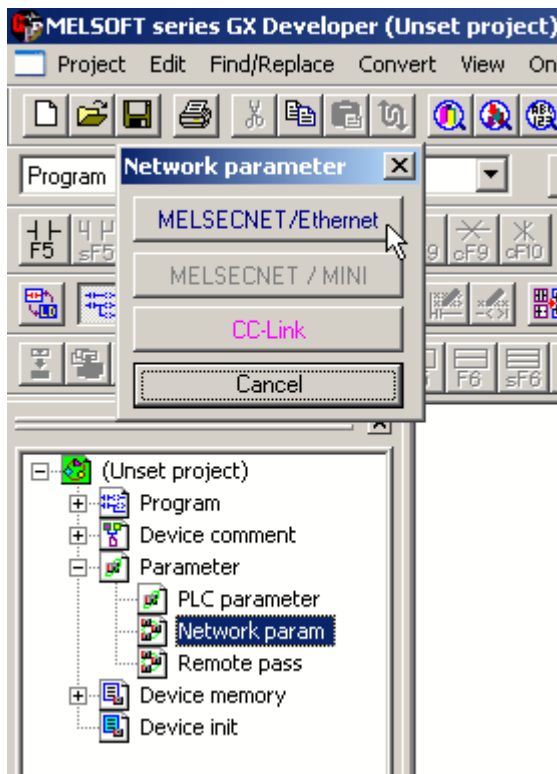 MELSOFT series GX Developer (Unset project)
Project Edit Find/Replace Convert View On
Program
Network parameter
MELSECNET/Ethernet
MELSECNET / MINI
CC-Link
Cancel
F5 sF5 9 cF9 cF10
LD
F6 sF6
(Unset project)
Program
Device comment
Parameter
PLC parameter
Network param
Remote pass
Device memory
Device init